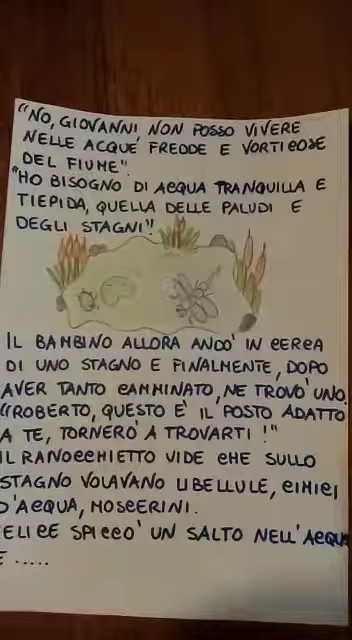 "NO, GIOVANNI, NON POSSO VIVERE
NELLE ACQUE FREDDE E VORTICOSE
DEL FIUME".
"HO BISOGNO DI ACQUA TRANQUILLA E
TIEPIDA, QUELLA DELLE PALUDI E
DEGLI STAGNI".
IL BAMBINO ALLORA ANDO' IN CERCA
DI UNO STAGNO E FINALMENTE, DOPO
AVER TANTO CAMMINATO, NE TROVO' UNO.
"ROBERTO, QUESTO E' IL POSTO ADATTO
A TE, TORNERO' A TROVARTI!"
IL RANOCCHIETTO VIDE CHE SULLO
STAGNO VOLAVANO LIBELLULE, CIMICI
D'ACQUA, MOSCERINI.
FELICE SPICCO' UN SALTO NELL'ACQUA
E .....